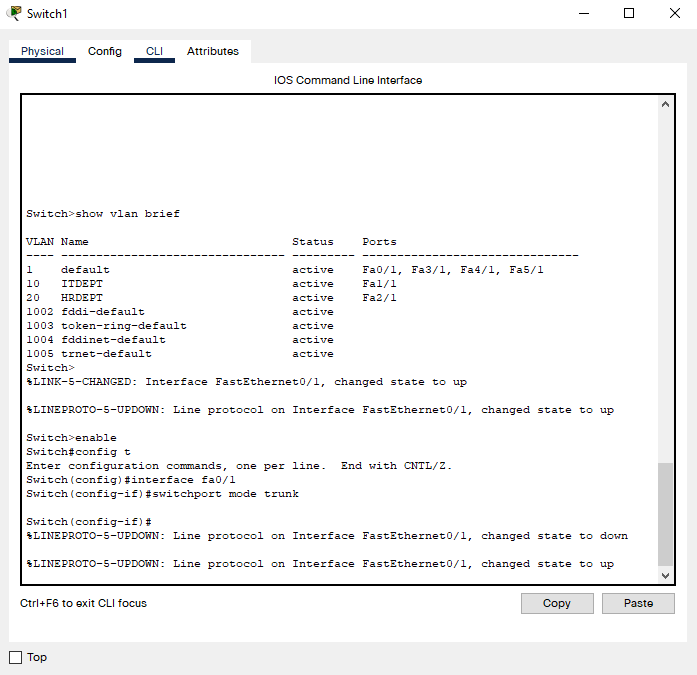 Switch1
Physical Config CLI Attributes
IOS Command Line Interface
Switch>show vlan brief
VLAN Name                             Status    Ports
---- -------------------------------- --------- -------------------------------
1    default                          active    Fa0/1, Fa3/1, Fa4/1, Fa5/1
10   ITDEPT                           active    Fa1/1
20   HRDEPT                           active    Fa2/1
1002 fddi-default                     active
1003 token-ring-default               active
1004 fddinet-default                  active
1005 trnet-default                    active
Switch>
%LINK-5-CHANGED: Interface FastEthernet0/1, changed state to up
%LINEPROTO-5-UPDOWN: Line protocol on Interface FastEthernet0/1, changed state to up
Switch>enable
Switch#config t
Enter configuration commands, one per line.  End with CNTL/Z.
Switch(config)#interface fa0/1
Switch(config-if)#switchport mode trunk
Switch(config-if)#
%LINEPROTO-5-UPDOWN: Line protocol on Interface FastEthernet0/1, changed state to down
%LINEPROTO-5-UPDOWN: Line protocol on Interface FastEthernet0/1, changed state to up
Ctrl+F6 to exit CLI focus Copy Paste
Top